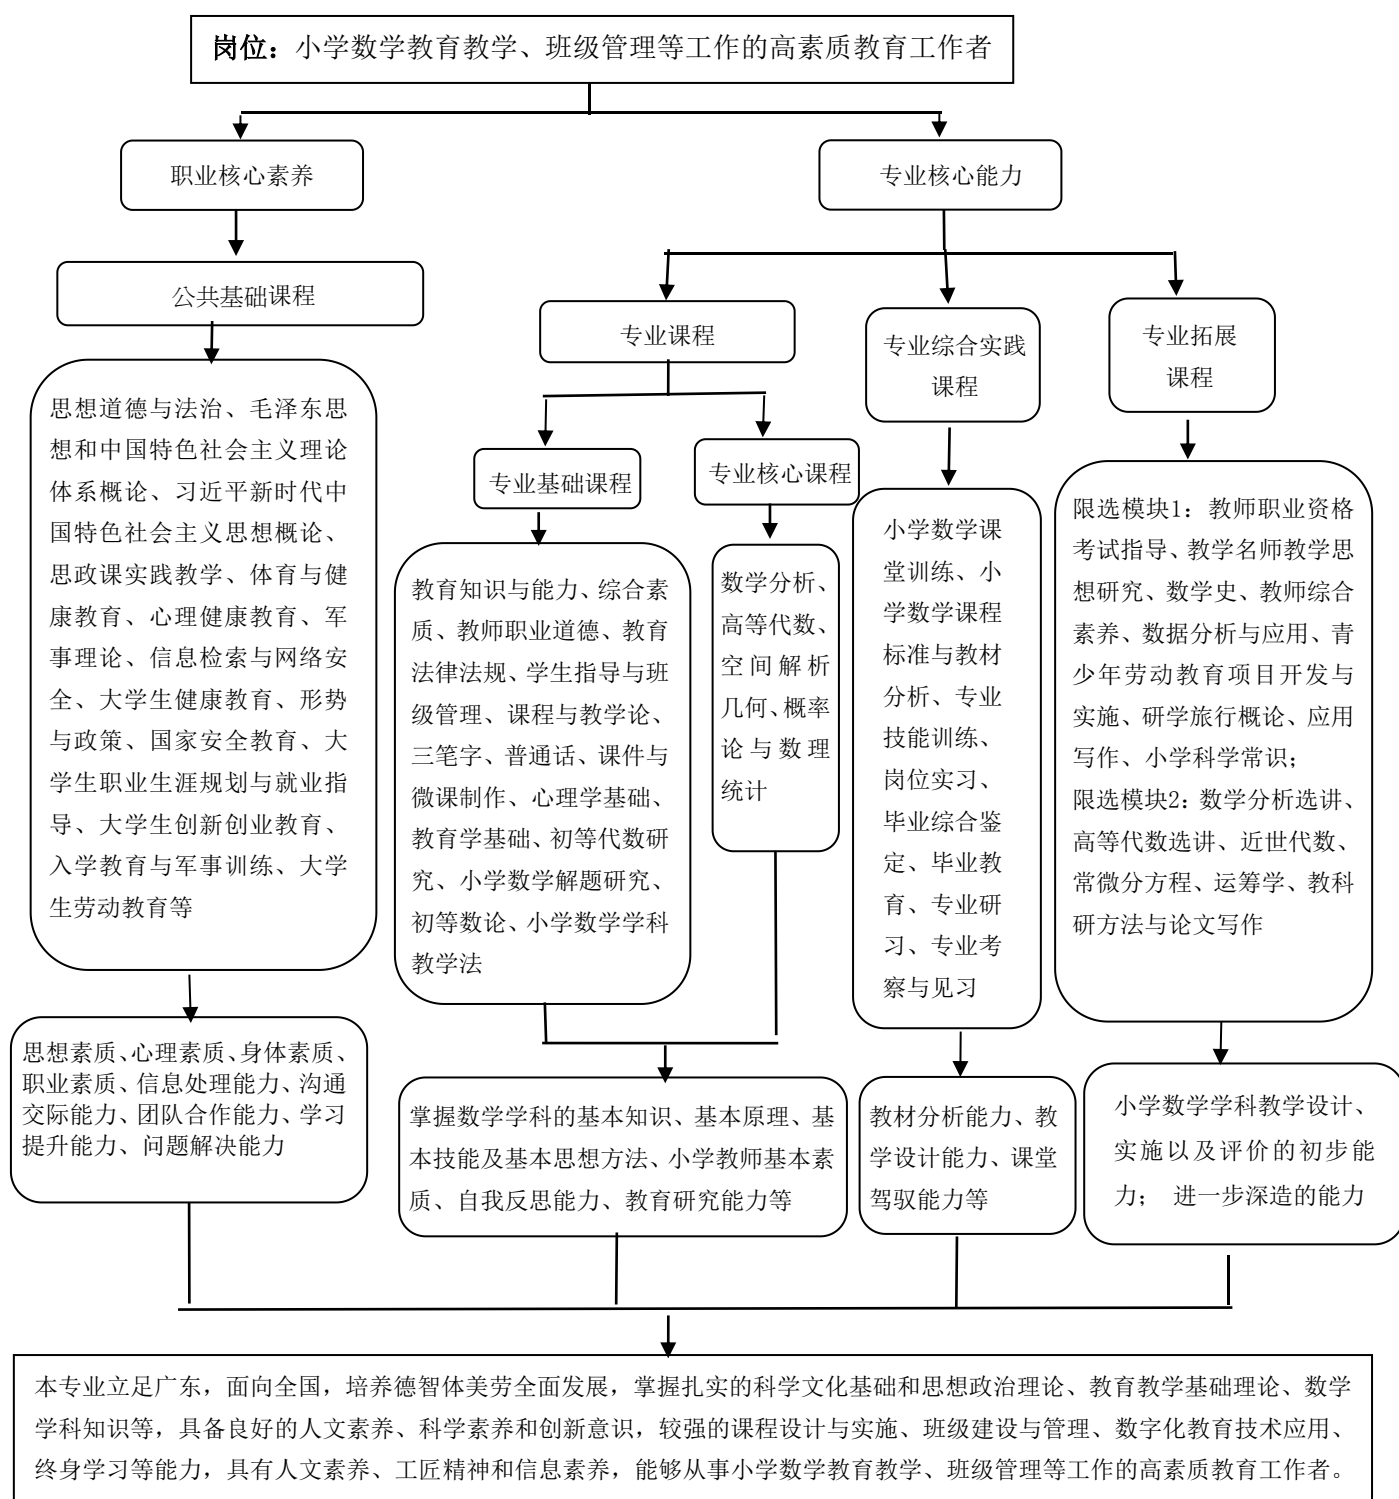 岗位：小学数学教育教学、班级管理等工作的高素质教育工作者
职业核心素养
专业核心能力
公共基础课程
专业课程
专业综合实践
课程
专业拓展
课程
专业基础课程
专业核心课程
思想道德与法治、毛泽东思
想和中国特色社会主义理论
体系概论、习近平新时代中
国特色社会主义思想概论、
思政课实践教学、体育与健
康教育、心理健康教育、军
事理论、信息检索与网络安
全、大学生健康教育、形势
与政策、国家安全教育、大
学生职业生涯规划与就业指
导、大学生创新创业教育、
入学教育与军事训练、大学
生劳动教育等
教育知识与能力、综合素
质、教师职业道德、教育
法律法规、学生指导与班
级管理、课程与教学论、
三笔字、普通话、课件与
微课制作、心理学基础、
教育学基础、初等代数研
究、小学数学解题研究、
初等数论、小学数学学科
教学法
数学分析、
高等代数、
空间解析
几何、概率
论与数理
统计
小学数学课
堂训练、小
学数学课程
标准与教材
分析、专业
技能训练、
岗位实习、
毕业综合鉴
定、毕业教
育、专业研
习、专业考
察与见习
限选模块1：教师职业资格
考试指导、教学名师教学思
想研究、数学史、教师综合
素养、数据分析与应用、青
少年劳动教育项目开发与
实施、研学旅行概论、应用
写作、小学科学常识；
限选模块2：数学分析选讲、
高等代数选讲、近世代数、
常微分方程、运筹学、教科
研方法与论文写作
思想素质、心理素质、身体素质、
职业素质、信息处理能力、沟通
交际能力、团队合作能力、学习
提升能力、问题解决能力
掌握数学学科的基本知识、基本原理、基
本技能及基本思想方法、小学教师基本素
质、自我反思能力、教育研究能力等
教材分析能力、教
学设计能力、课堂
驾驭能力等
小学数学学科教学设计、
实施以及评价的初步能
力； 进一步深造的能力
本专业立足广东，面向全国，培养德智体美劳全面发展，掌握扎实的科学文化基础和思想政治理论、教育教学基础理论、数学
学科知识等，具备良好的人文素养、科学素养和创新意识，较强的课程设计与实施、班级建设与管理、数字化教育技术应用、
终身学习等能力，具有人文素养、工匠精神和信息素养，能够从事小学数学教育教学、班级管理等工作的高素质教育工作者。